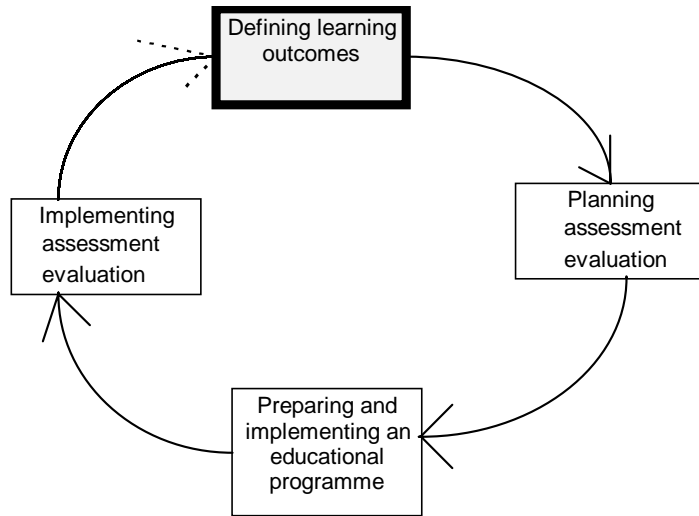 Defining learning
outcomes
Planning
assessment
evaluation
Preparing and
implementing an
educational
programme
Implementing
assessment
evaluation